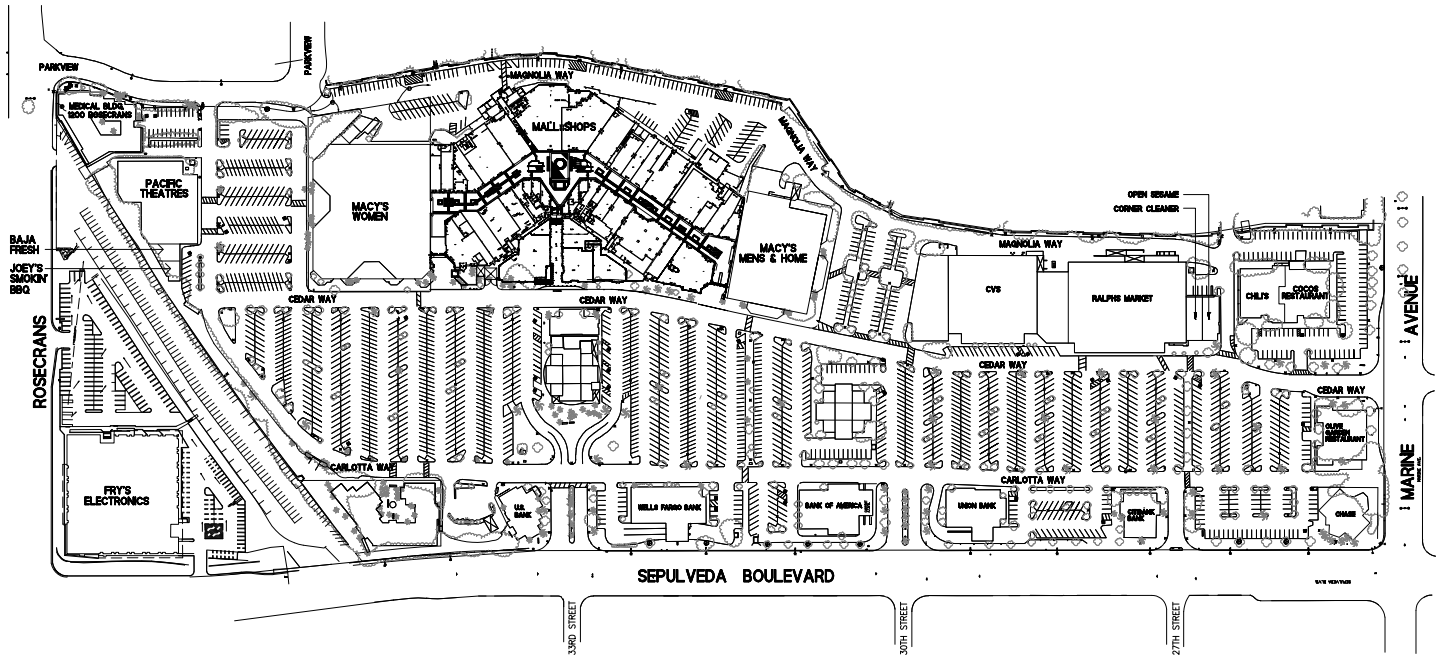 PARKVIEW
PARKVIEW
MEDICAL BLDG.
1200 ROSECRANS
PACIFIC
THEATRES
BAJA
FRESH
JOEY'S
SMOKIN'
BBQ
ROSECRANS
FRY'S
ELECTRONICS
MACY'S
WOMEN
MAGNOLIA WAY
MALL SHOPS
MAGNOLIA WAY
MACY'S
MENS & HOME
OPEN SESAME
CORNER CLEANER
MAGNOLIA WAY
CVS
RALPHS MARKET
CHILI'S
COCOS
RESTAURANT
CEDAR WAY
CEDAR WAY
CEDAR WAY
CEDAR WAY
OLIVE
GARDEN
RESTAURANT
CARLOTTA WAY
CARLOTTA WAY
U.S.
BANK
WELLS FARGO BANK
BANK OF AMERICA
UNION BANK
CITIBANK
BANK
CHASE
MARINE AVENUE
SEPULVEDA BOULEVARD
33RD STREET
30TH STREET
27TH STREET